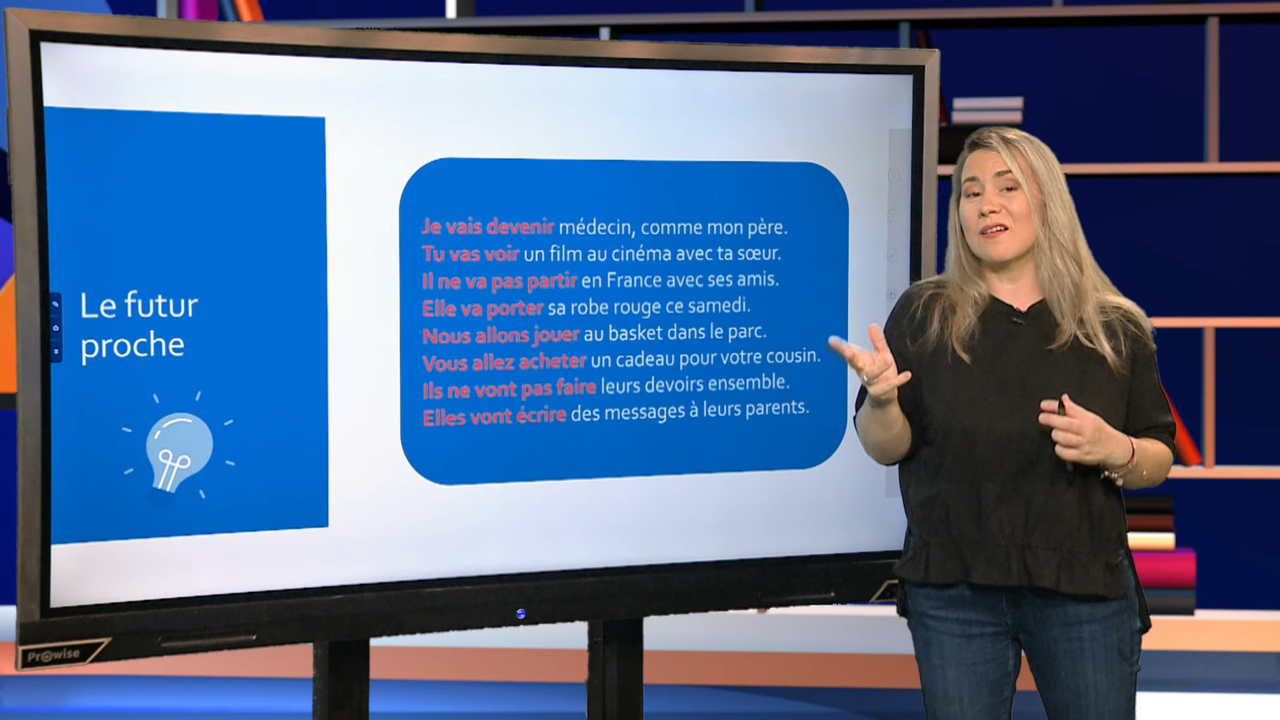 Le futur
proche
Je vais devenir médecin, comme mon père.
Tu vas voir un film au cinéma avec ta sœur.
Il ne va pas partir en France avec ses amis.
Elle va porter sa robe rouge ce samedi.
Nous allons jouer au basket dans le parc.
Vous allez acheter un cadeau pour votre cousin.
Ils ne vont pas faire leurs devoirs ensemble.
Elles vont écrire des messages à leurs parents.
Prowise